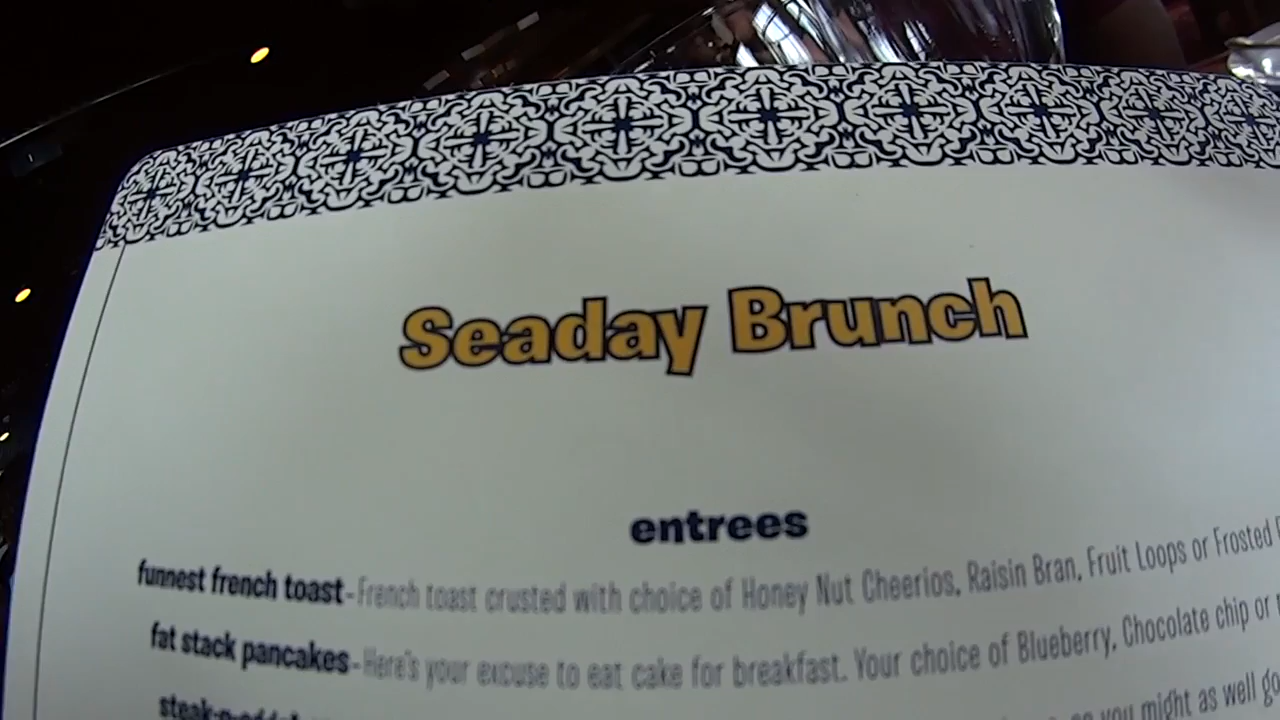 Seaday Brunch
entrees
funnest french toast - French toast crusted with choice of Honey Nut Cheerios, Raisin Bran, Fruit Loops or Frosted
fat stack pancakes - Here's your excuse to eat cake for breakfast. Your choice of Blueberry, Chocolate chip or
you might as well go